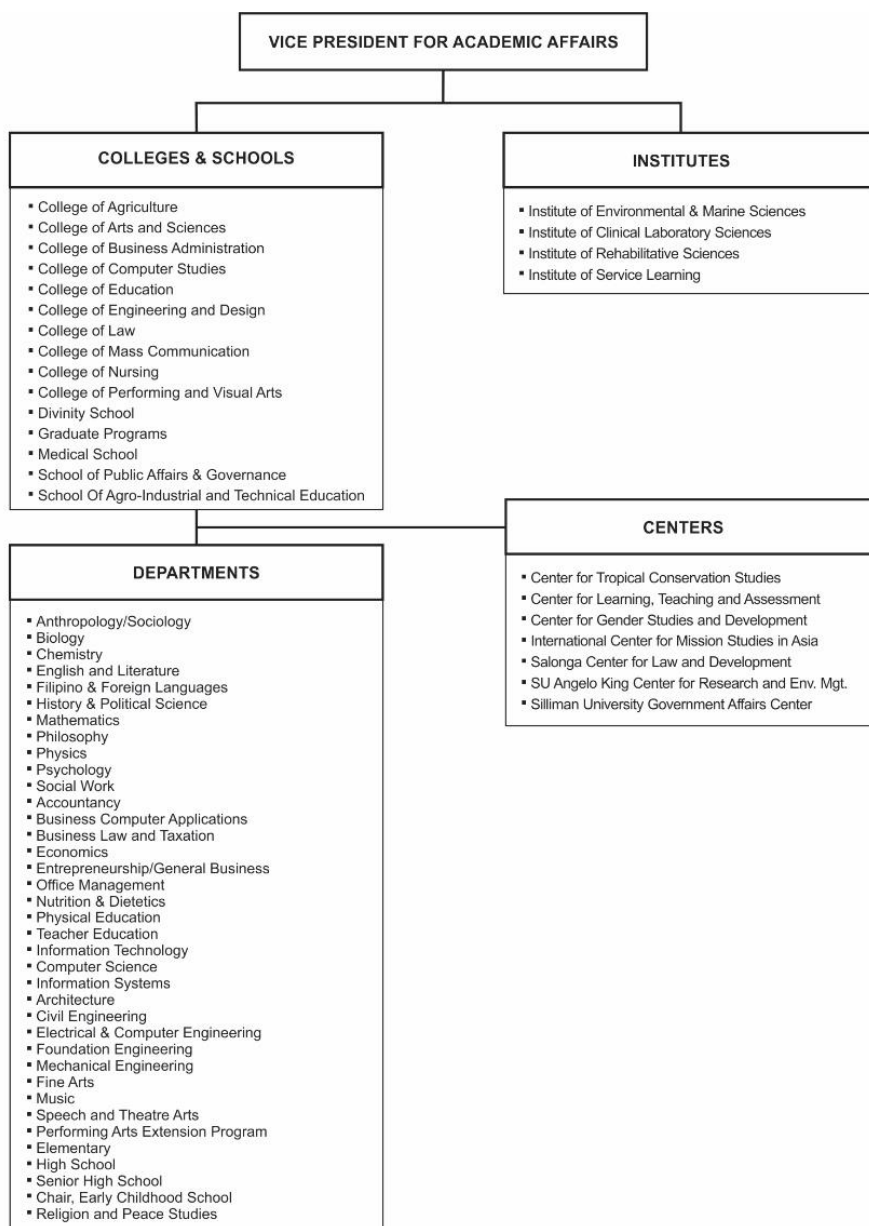 VICE PRESIDENT FOR ACADEMIC AFFAIRS
COLLEGES & SCHOOLS
▪ College of Agriculture
▪ College of Arts and Sciences
▪ College of Business Administration
▪ College of Computer Studies
▪ College of Education
▪ College of Engineering and Design
▪ College of Law
▪ College of Mass Communication
▪ College of Nursing
▪ College of Performing and Visual Arts
▪ Divinity School
▪ Graduate Programs
▪ Medical School
▪ School of Public Affairs & Governance
▪ School Of Agro-Industrial and Technical Education
INSTITUTES
▪ Institute of Environmental & Marine Sciences
▪ Institute of Clinical Laboratory Sciences
▪ Institute of Rehabilitative Sciences
▪ Institute of Service Learning
DEPARTMENTS
▪ Anthropology/Sociology
▪ Biology
▪ Chemistry
▪ English and Literature
▪ Filipino & Foreign Languages
▪ History & Political Science
▪ Mathematics
▪ Philosophy
▪ Physics
▪ Psychology
▪ Social Work
▪ Accountancy
▪ Business Computer Applications
▪ Business Law and Taxation
▪ Economics
▪ Entrepreneurship/General Business
▪ Office Management
▪ Nutrition & Dietetics
▪ Physical Education
▪ Teacher Education
▪ Information Technology
▪ Computer Science
▪ Information Systems
▪ Architecture
▪ Civil Engineering
▪ Electrical & Computer Engineering
▪ Foundation Engineering
▪ Mechanical Engineering
▪ Fine Arts
▪ Music
▪ Speech and Theatre Arts
▪ Performing Arts Extension Program
▪ Elementary
▪ High School
▪ Senior High School
▪ Chair, Early Childhood School
▪ Religion and Peace Studies
CENTERS
▪ Center for Tropical Conservation Studies
▪ Center for Learning, Teaching and Assessment
▪ Center for Gender Studies and Development
▪ International Center for Mission Studies in Asia
▪ Salonga Center for Law and Development
▪ SU Angelo King Center for Research and Env. Mgt.
▪ Silliman University Government Affairs Center